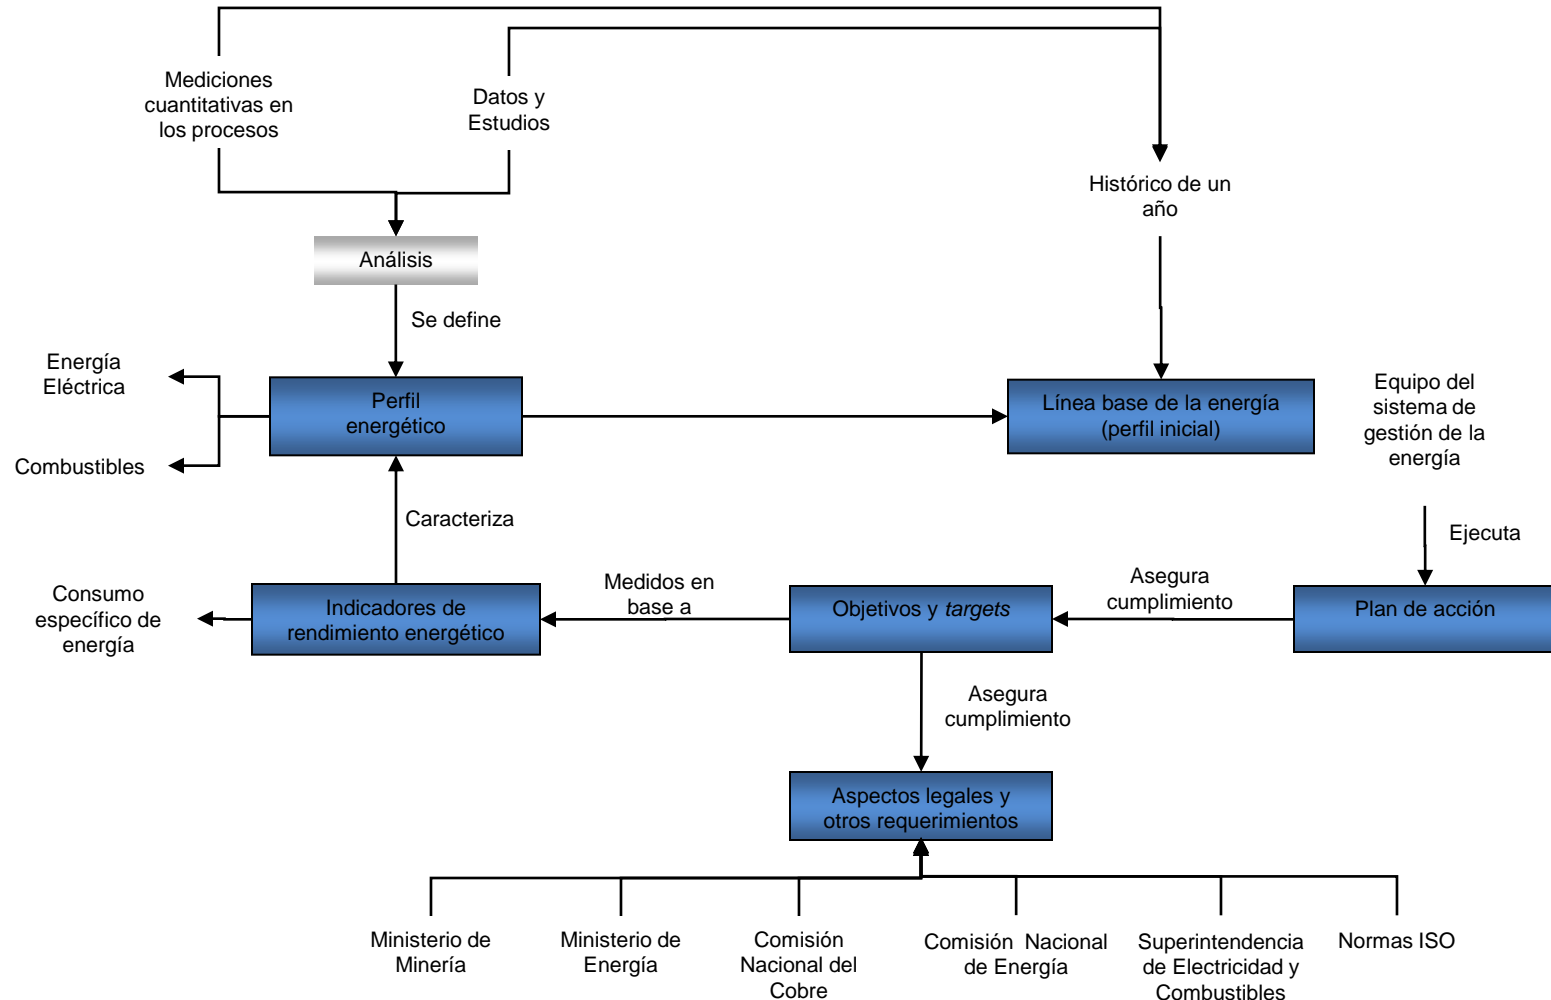 Mediciones
cuantitativas en
los procesos
Datos y
Estudios
Histórico de un
año
Análisis
Se define
Energía
Eléctrica
Combustibles
Perfil
energético
Línea base de la energía
(perfil inicial)
Equipo del
sistema de
gestión de la
energía
Caracteriza
Ejecuta
Consumo
específico de
energía
Indicadores de
rendimiento energético
Medidos en
base a
Objetivos y targets
Asegura
cumplimiento
Plan de acción
Asegura
cumplimiento
Aspectos legales y
otros requerimientos
Ministerio de
Minería
Ministerio de
Energía
Comisión
Nacional del
Cobre
Comisión  Nacional
de Energía
Superintendencia
de Electricidad y
Combustibles
Normas ISO